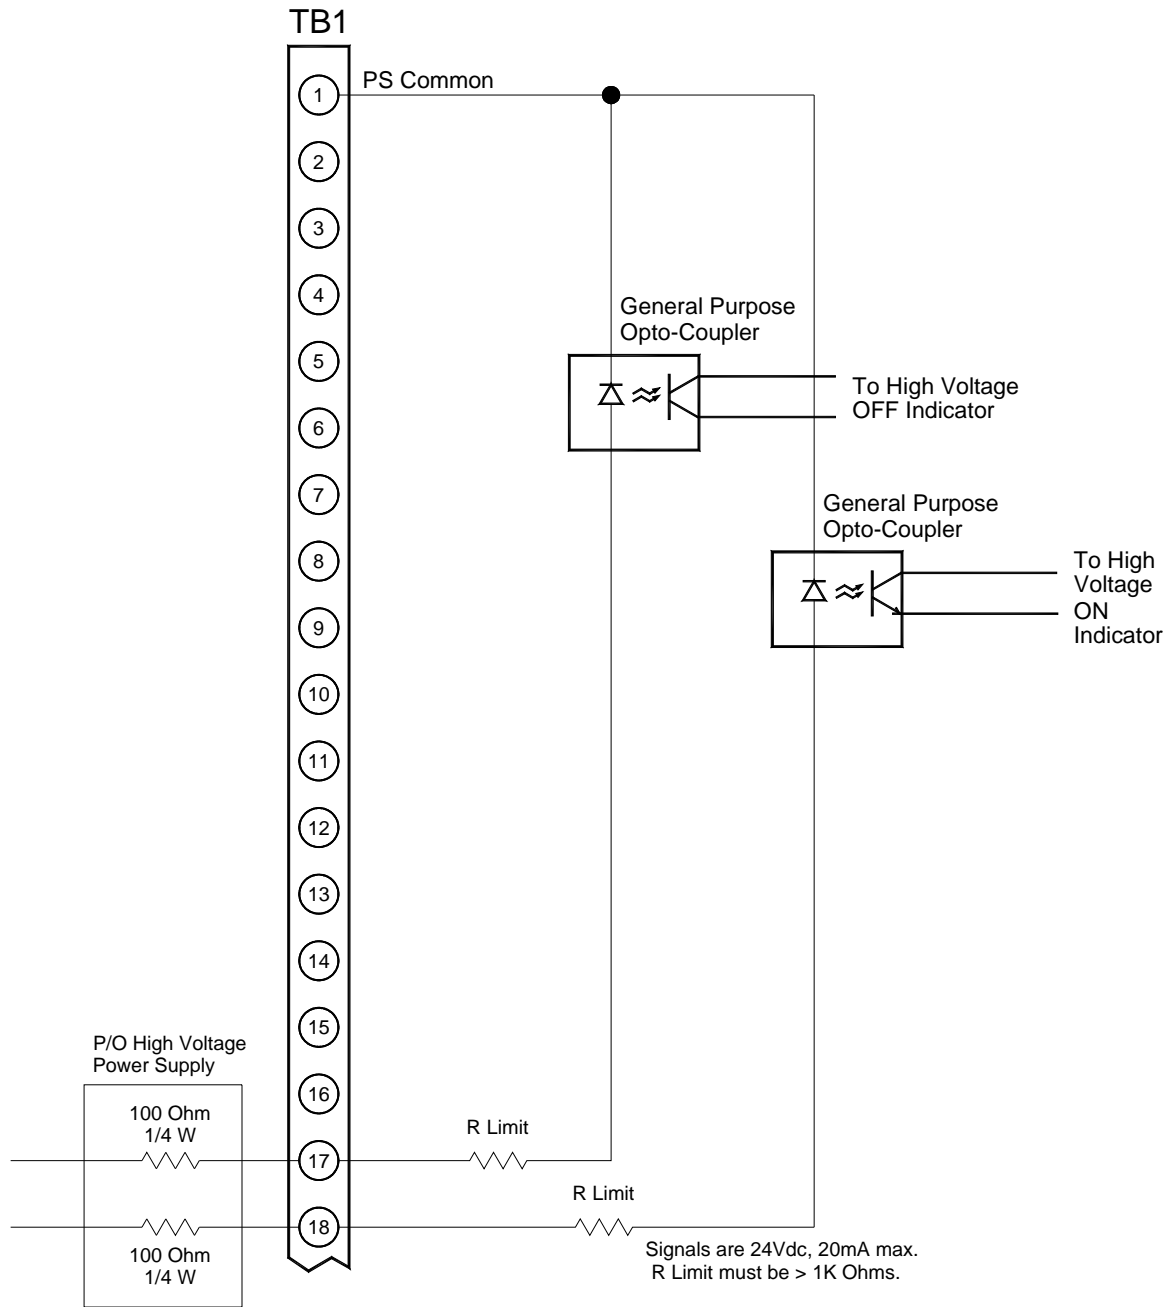 TB1
PS Common
1
2
3
4
5
6
7
8
9
10
11
12
13
14
15
16
17
18
General Purpose
Opto-Coupler
To High Voltage
OFF Indicator
General Purpose
Opto-Coupler
To High
Voltage
ON
Indicator
P/O High Voltage
Power Supply
100 Ohm
1/4 W
R Limit
R Limit
100 Ohm
1/4 W
Signals are 24Vdc, 20mA max.
R Limit must be > 1K Ohms.